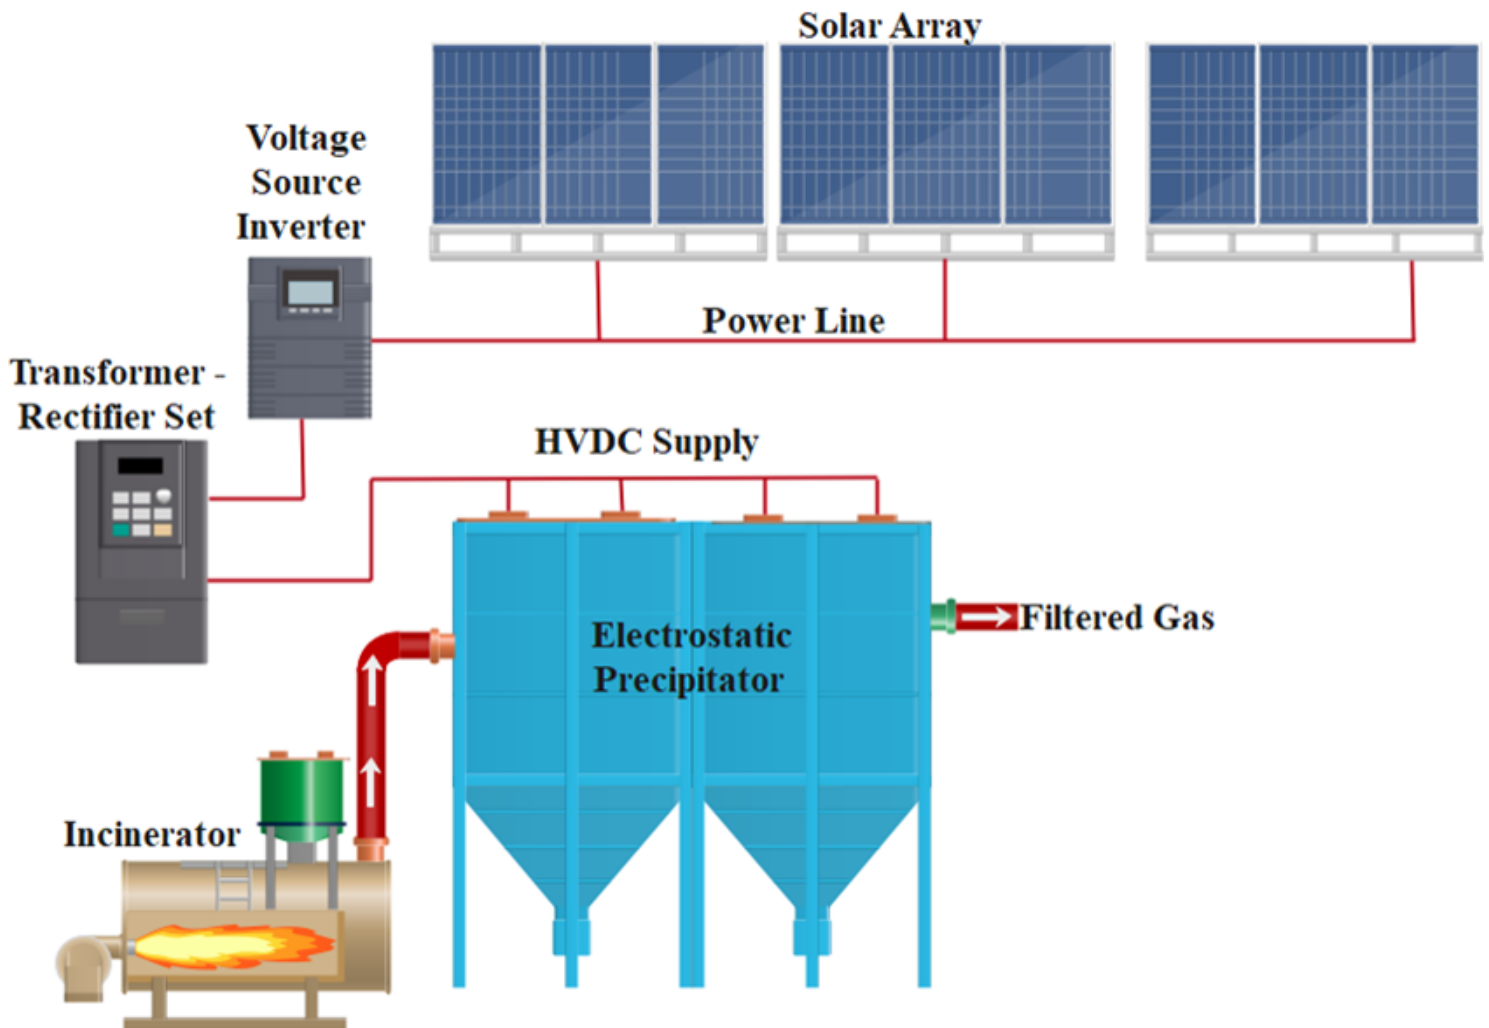 Solar Array
Voltage
Source
Inverter
Power Line
Transformer -
Rectifier Set
HVDC Supply
Electrostatic
Precipitator
Filtered Gas
Incinerator